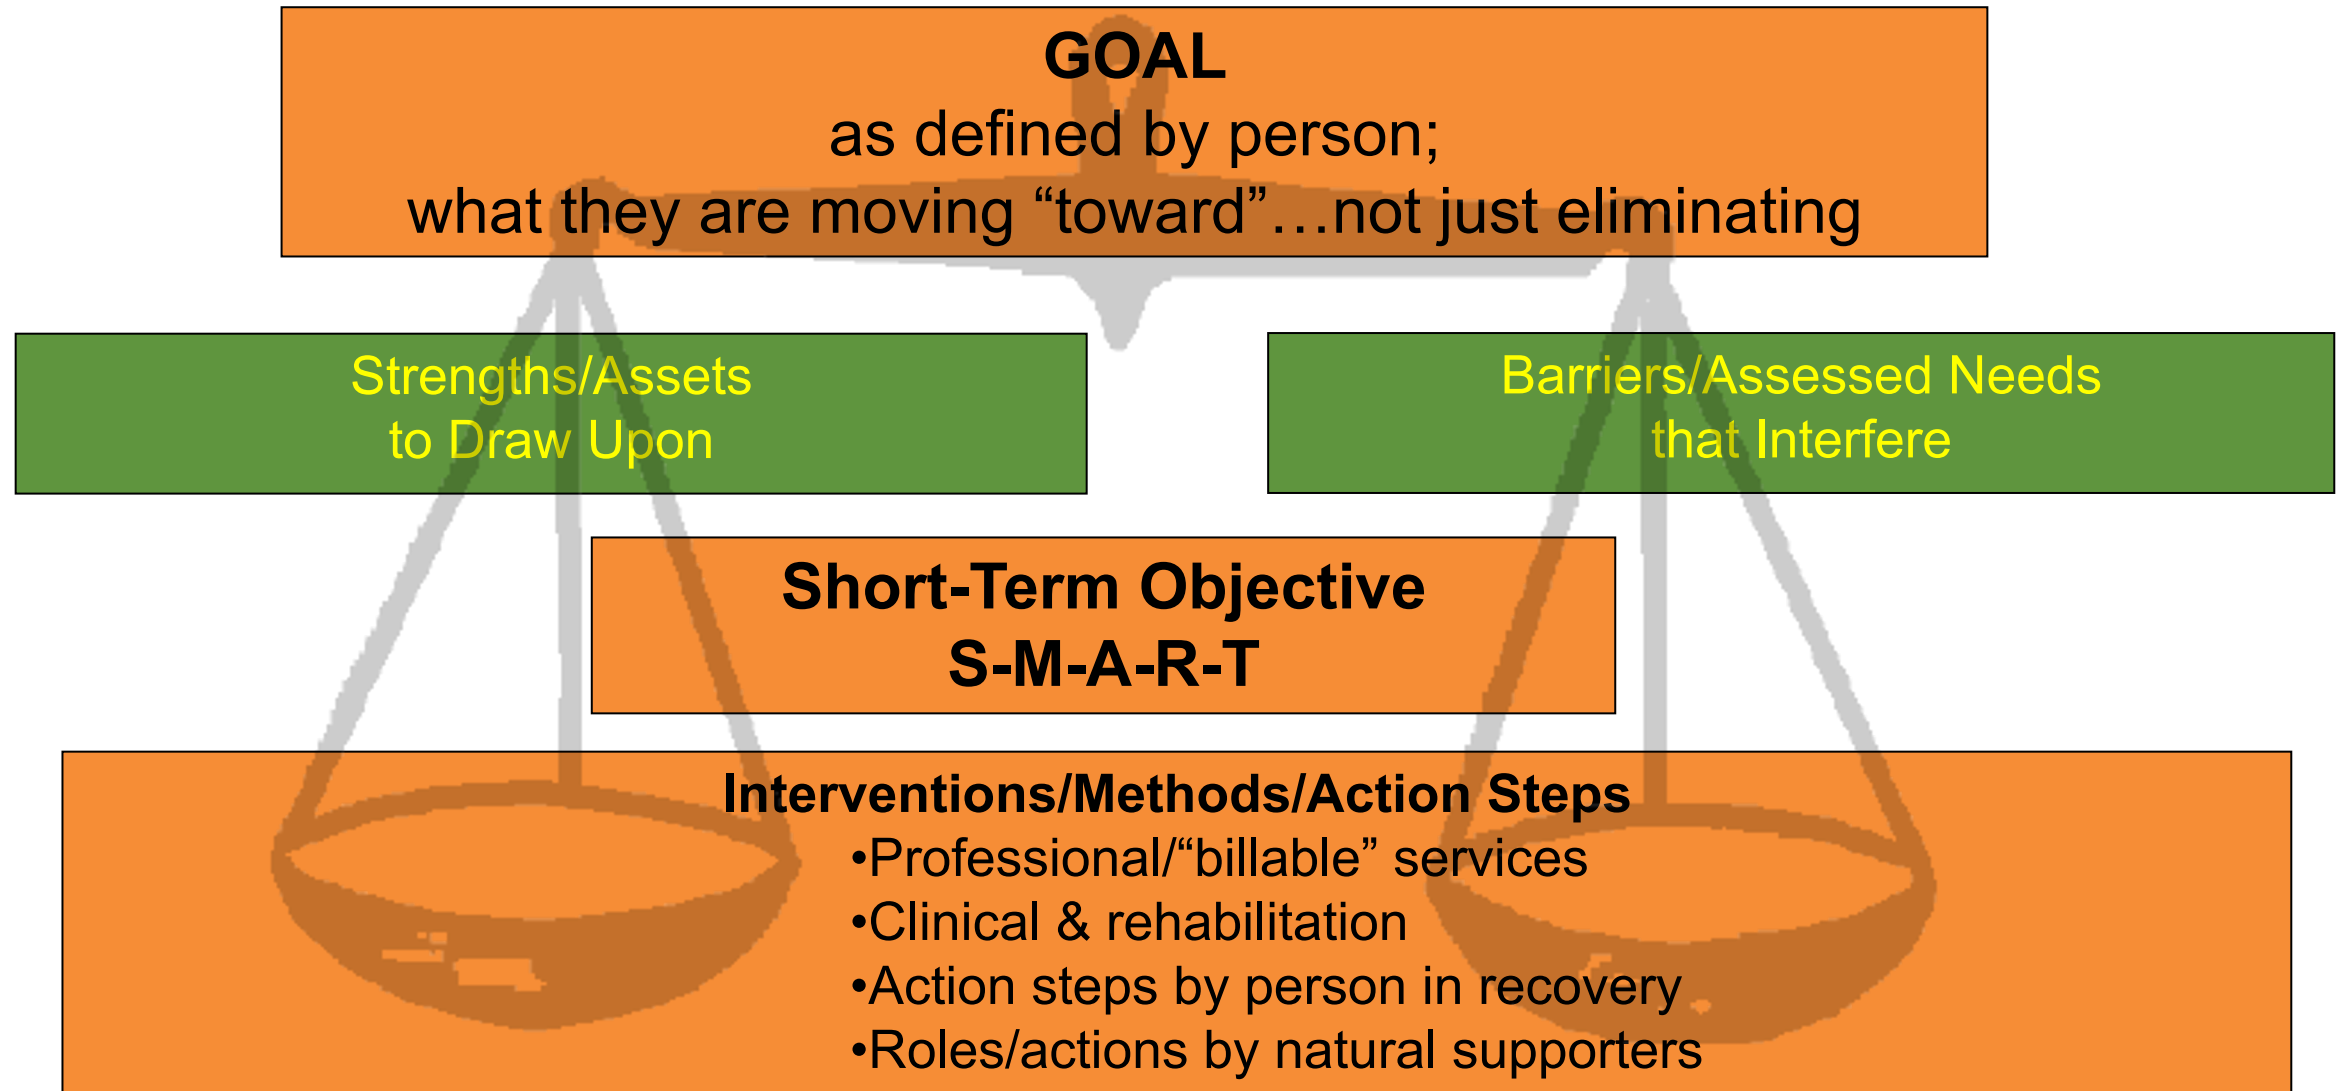 GOAL
as defined by person;
what they are moving “toward”…not just eliminating
Strengths/Assets
to Draw Upon
Barriers/Assessed Needs
that Interfere
Short-Term Objective
S-M-A-R-T
Interventions/Methods/Action Steps
•Professional/“billable” services
•Clinical & rehabilitation
•Action steps by person in recovery
•Roles/actions by natural supporters